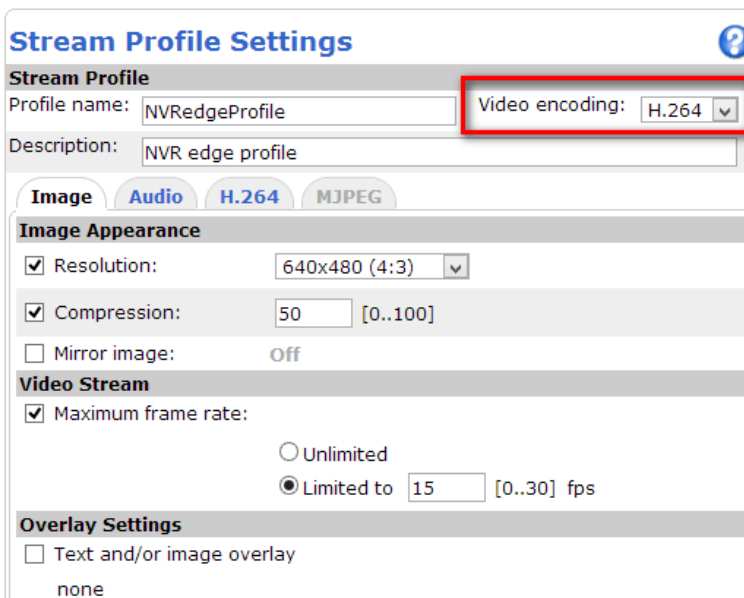 Stream Profile Settings ?
Stream Profile
Profile name: NVRedgeProfile Video encoding: H.264
Description: NVR edge profile
Image Audio H.264 MJPEG
Image Appearance
Resolution: 640x480 (4:3)
Compression: 50 [0..100]
Mirror image: Off
Video Stream
Maximum frame rate:
Unlimited
Limited to 15 [0..30] fps
Overlay Settings
Text and/or image overlay
none